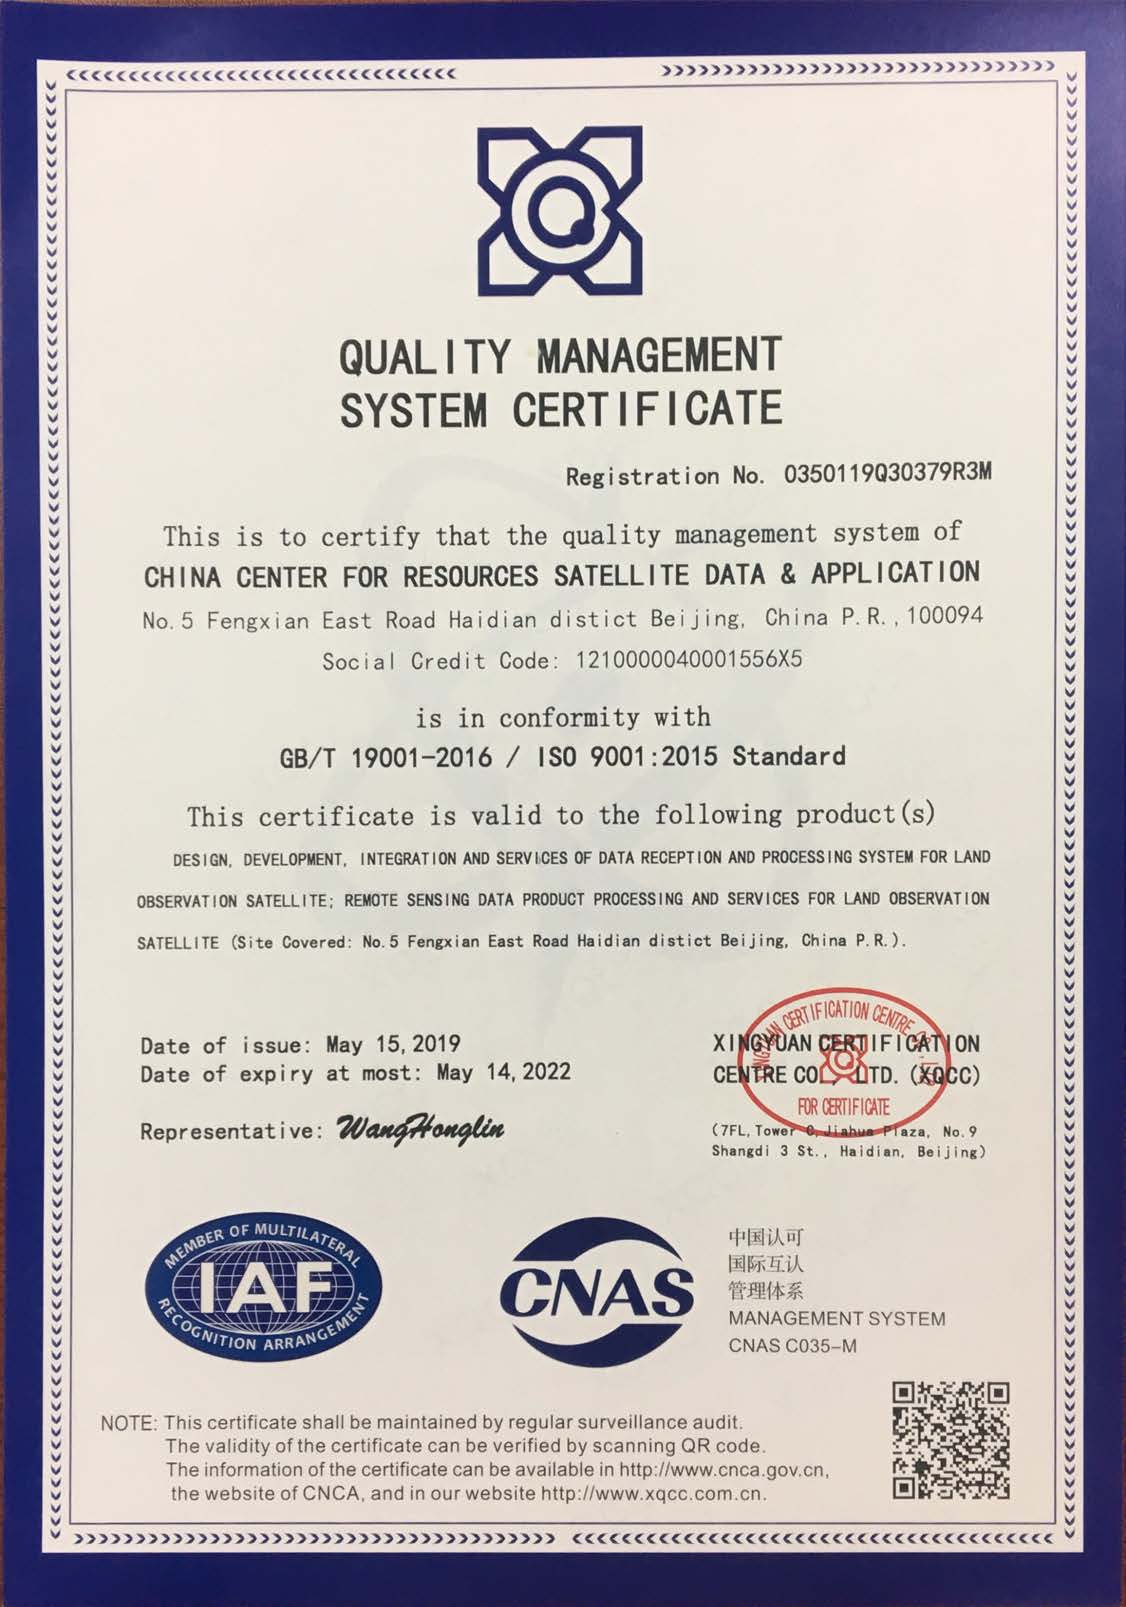 QUALITY MANAGEMENT
SYSTEM CERTIFICATE
Registration No. 0350119Q30379R3M
This is to certify that the quality management system of
CHINA CENTER FOR RESOURCES SATELLITE DATA & APPLICATION
No.5 Fengxian East Road Haidian distict Beijing, China P.R.,100094
Social Credit Code: 1210000040001556X5
is in conformity with
GB/T 19001-2016 / ISO 9001:2015 Standard
This certificate is valid to the following product(s)
DESIGN, DEVELOPMENT, INTEGRATION AND SERVICES OF DATA RECEPTION AND PROCESSING SYSTEM FOR LAND
OBSERVATION SATELLITE; REMOTE SENSING DATA PRODUCT PROCESSING AND SERVICES FOR LAND OBSERVATION
SATELLITE (Site Covered: No.5 Fengxian East Road Haidian distict Beijing, China P.R.).
Date of issue: May 15,2019
Date of expiry at most: May 14,2022
Representative: WangHonglin
XINGYUAN CERTIFICATION
CENTRE CO., LTD. (XQCC)
(7FL,Tower C,Jiahua Plaza, No.9
Shangdi 3 St., Haidian, Beijing)
XINGYUAN CERTIFICATION CENTRE CO.,LTD
FOR CERTIFICATE
MEMBER OF MULTILATERAL
IAF
RECOGNITION ARRANGEMENT
CNAS
中国认可
国际互认
管理体系
MANAGEMENT SYSTEM
CNAS C035-M
NOTE: This certificate shall be maintained by regular surveillance audit.
The validity of the certificate can be verified by scanning QR code.
The information of the certificate can be available in http://www.cnca.gov.cn,
the website of CNCA, and in our website http://www.xqcc.com.cn.